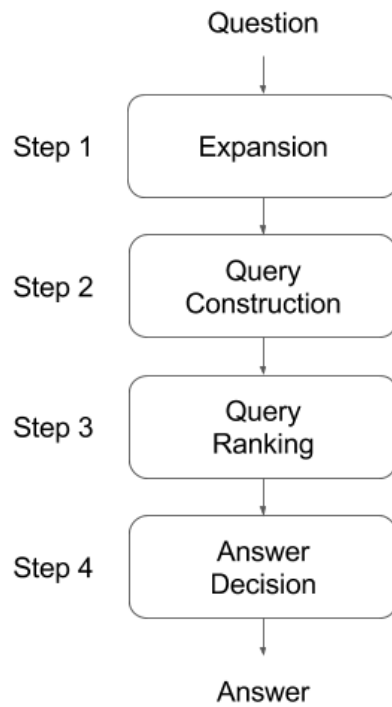 Question
Step 1
Expansion
Step 2
Query
Construction
Step 3
Query
Ranking
Step 4
Answer
Decision
Answer